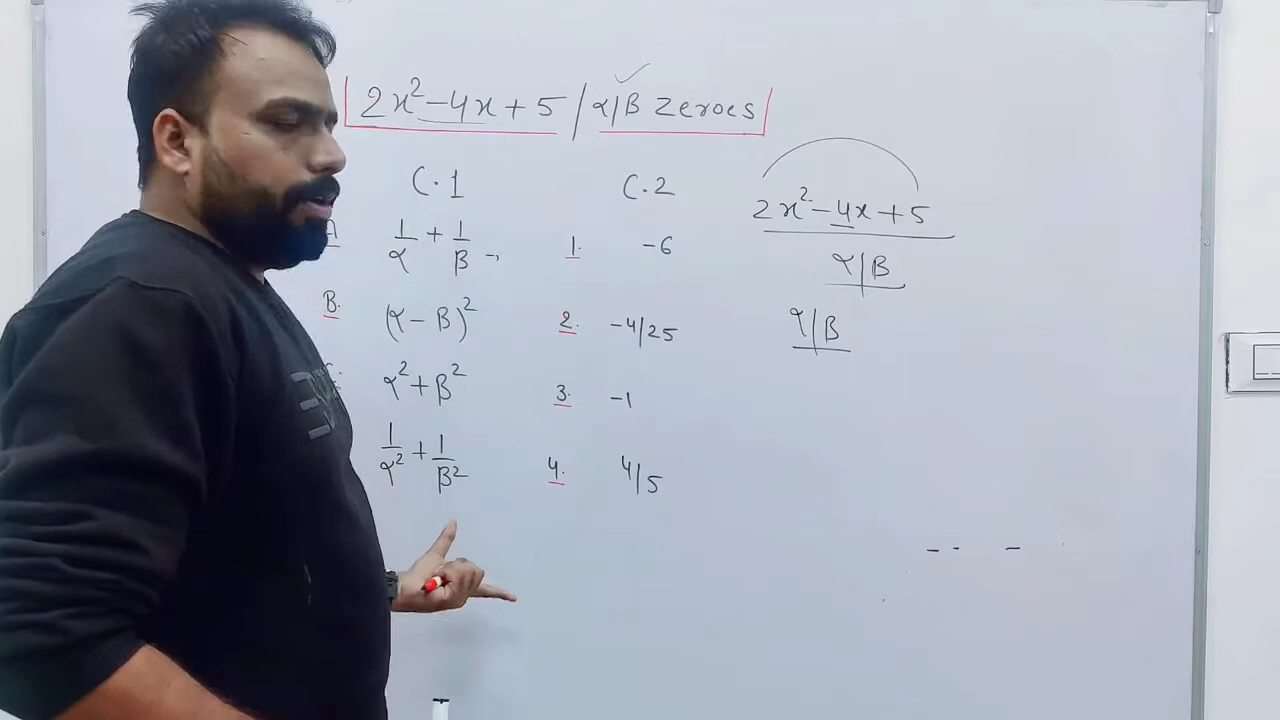 2x² - 4x + 5 / α/β zeroes
C.1 C.2
A 1/α + 1/β 1. -6
B. (α - β)² 2. -4/25
α² + β² 3. -1
1/α² + 1/β² 4. 4/5
2x² - 4x + 5
α/β
α/β